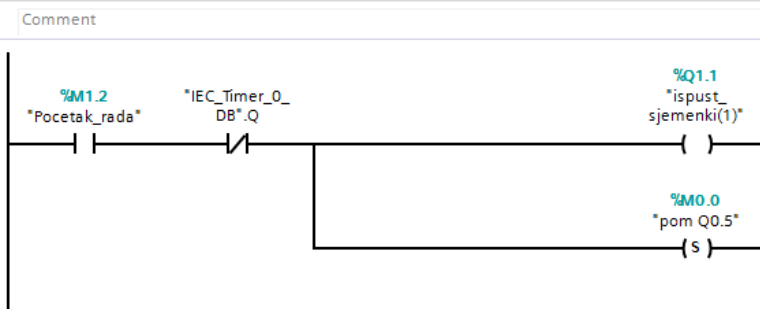 Comment
%M1.2
"Pocetak_rada"
"IEC_Timer_0_
DB".Q
%Q1.1
"ispust_
sjemenki(1)"
%M0.0
"pom Q0.5"
S